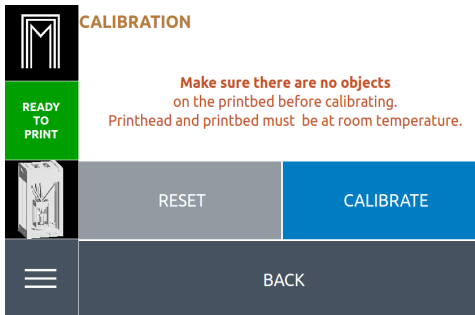 CALIBRATION
READY
TO
PRINT
Make sure there are no objects
on the printbed before calibrating.
Printhead and printbed must be at room temperature.
RESET
CALIBRATE
BACK